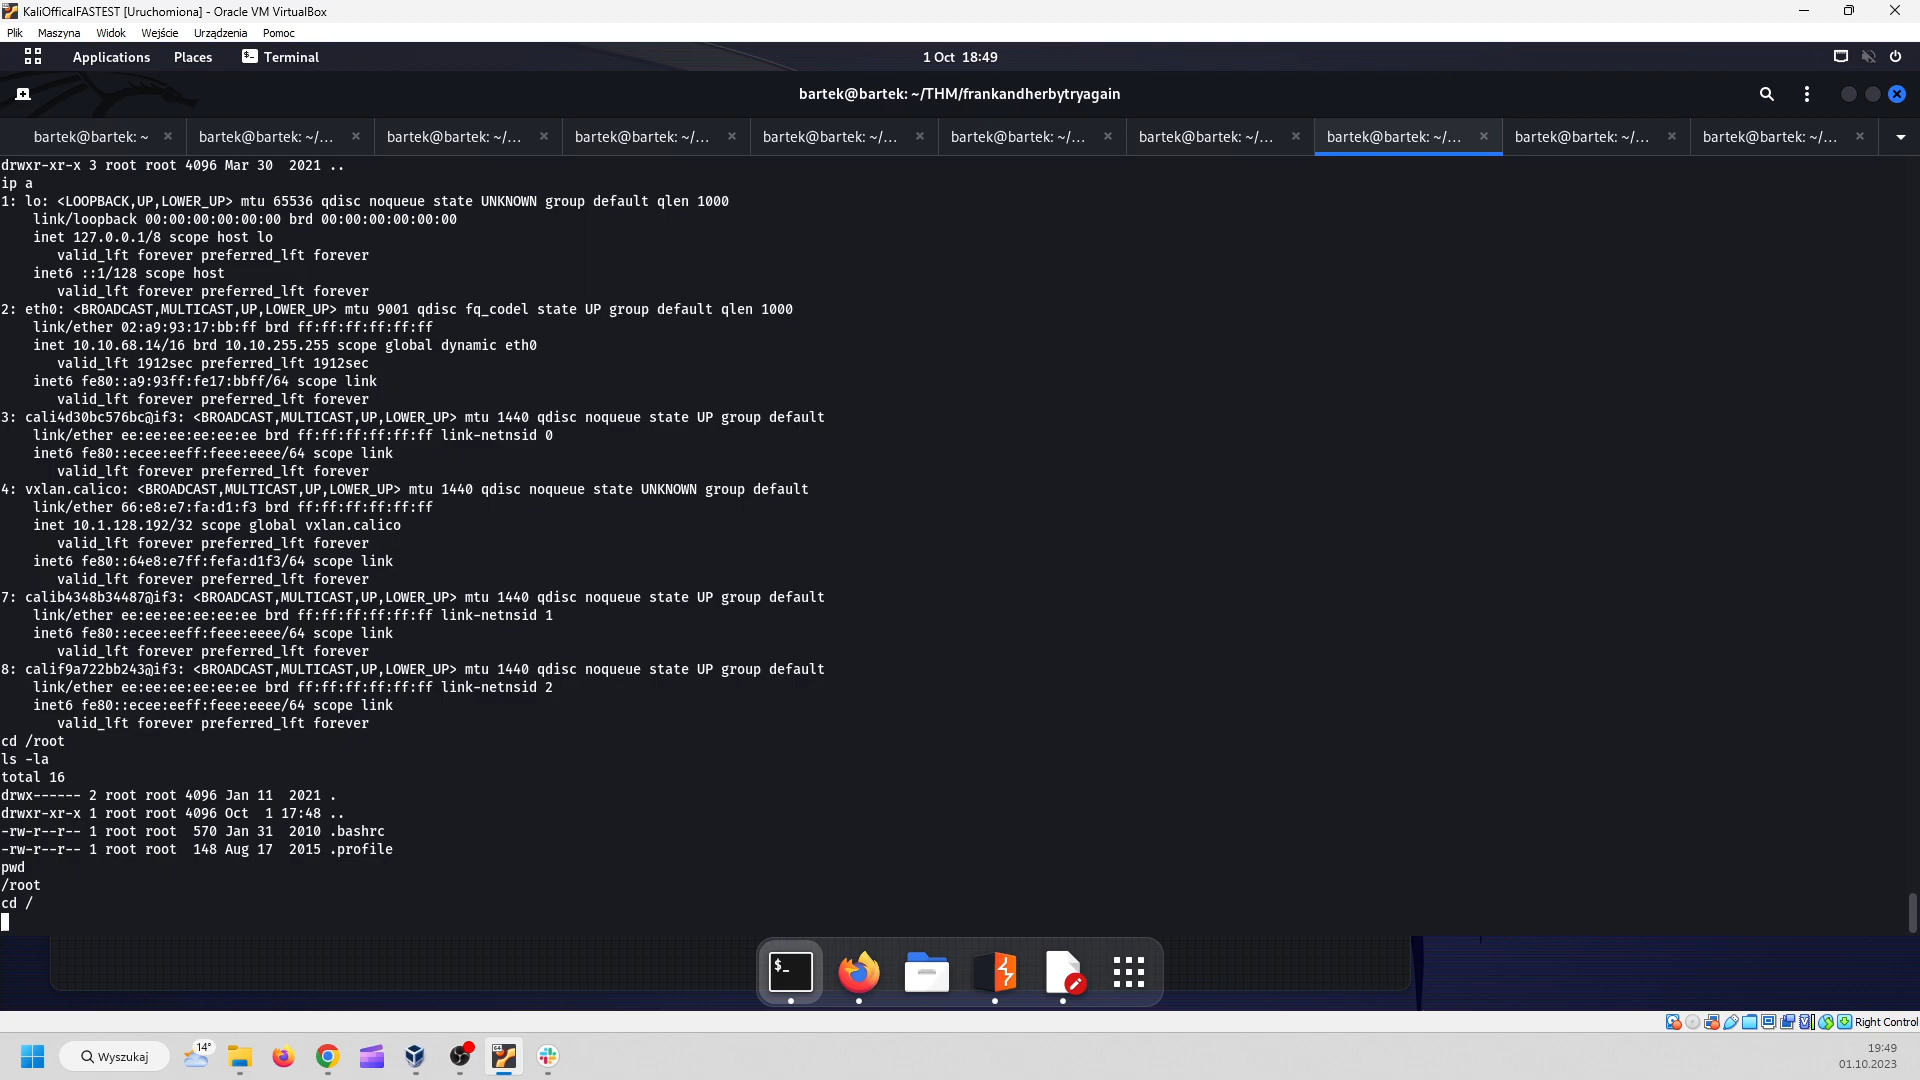 KaliOfficalFASTEST [Uruchomiona] - Oracle VM VirtualBox
Plik Maszyna Widok Wejście Urządzenia Pomoc
Applications Places Terminal 1 Oct 18:49
bartek@bartek: ~/THM/frankandherbytryagain
bartek@bartek: ~ bartek@bartek: ~/... bartek@bartek: ~/... bartek@bartek: ~/... bartek@bartek: ~/... bartek@bartek: ~/... bartek@bartek: ~/... bartek@bartek: ~/... bartek@bartek: ~/... bartek@bartek: ~/...
drwxr-xr-x 3 root root 4096 Mar 30  2021 ..
ip a
1: lo: <LOOPBACK,UP,LOWER_UP> mtu 65536 qdisc noqueue state UNKNOWN group default qlen 1000
    link/loopback 00:00:00:00:00:00 brd 00:00:00:00:00:00
    inet 127.0.0.1/8 scope host lo
       valid_lft forever preferred_lft forever
    inet6 ::1/128 scope host
       valid_lft forever preferred_lft forever
2: eth0: <BROADCAST,MULTICAST,UP,LOWER_UP> mtu 9001 qdisc fq_codel state UP group default qlen 1000
    link/ether 02:a9:93:17:bb:ff brd ff:ff:ff:ff:ff:ff
    inet 10.10.68.14/16 brd 10.10.255.255 scope global dynamic eth0
       valid_lft 1912sec preferred_lft 1912sec
    inet6 fe80::a9:93ff:fe17:bbff/64 scope link
       valid_lft forever preferred_lft forever
3: cali4d30bc576bc@if3: <BROADCAST,MULTICAST,UP,LOWER_UP> mtu 1440 qdisc noqueue state UP group default
    link/ether ee:ee:ee:ee:ee:ee brd ff:ff:ff:ff:ff:ff link-netnsid 0
    inet6 fe80::ecee:eeff:feee:eeee/64 scope link
       valid_lft forever preferred_lft forever
4: vxlan.calico: <BROADCAST,MULTICAST,UP,LOWER_UP> mtu 1440 qdisc noqueue state UNKNOWN group default
    link/ether 66:e8:e7:fa:d1:f3 brd ff:ff:ff:ff:ff:ff
    inet 10.1.128.192/32 scope global vxlan.calico
       valid_lft forever preferred_lft forever
    inet6 fe80::64e8:e7ff:fefa:d1f3/64 scope link
       valid_lft forever preferred_lft forever
7: calib4348b34487@if3: <BROADCAST,MULTICAST,UP,LOWER_UP> mtu 1440 qdisc noqueue state UP group default
    link/ether ee:ee:ee:ee:ee:ee brd ff:ff:ff:ff:ff:ff link-netnsid 1
    inet6 fe80::ecee:eeff:feee:eeee/64 scope link
       valid_lft forever preferred_lft forever
8: calif9a722bb243@if3: <BROADCAST,MULTICAST,UP,LOWER_UP> mtu 1440 qdisc noqueue state UP group default
    link/ether ee:ee:ee:ee:ee:ee brd ff:ff:ff:ff:ff:ff link-netnsid 2
    inet6 fe80::ecee:eeff:feee:eeee/64 scope link
       valid_lft forever preferred_lft forever
cd /root
ls -la
total 16
drwx------ 2 root root 4096 Jan 11  2021 .
drwxr-xr-x 1 root root 4096 Oct  1 17:48 ..
-rw-r--r-- 1 root root  570 Jan 31  2010 .bashrc
-rw-r--r-- 1 root root  148 Aug 17  2015 .profile
pwd
/root
cd /
Right Control
14° Wyszukaj
19:49
01.10.2023